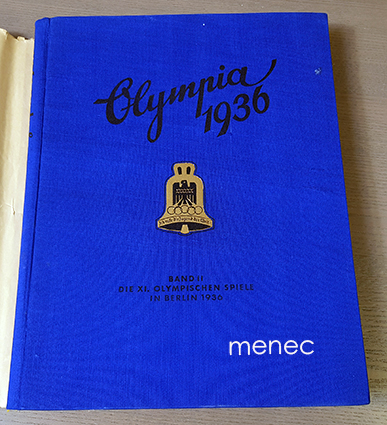 Olympia
1936
BAND II
DIE XI. OLYMPISCHEN SPIELE
IN BERLIN 1936
menec